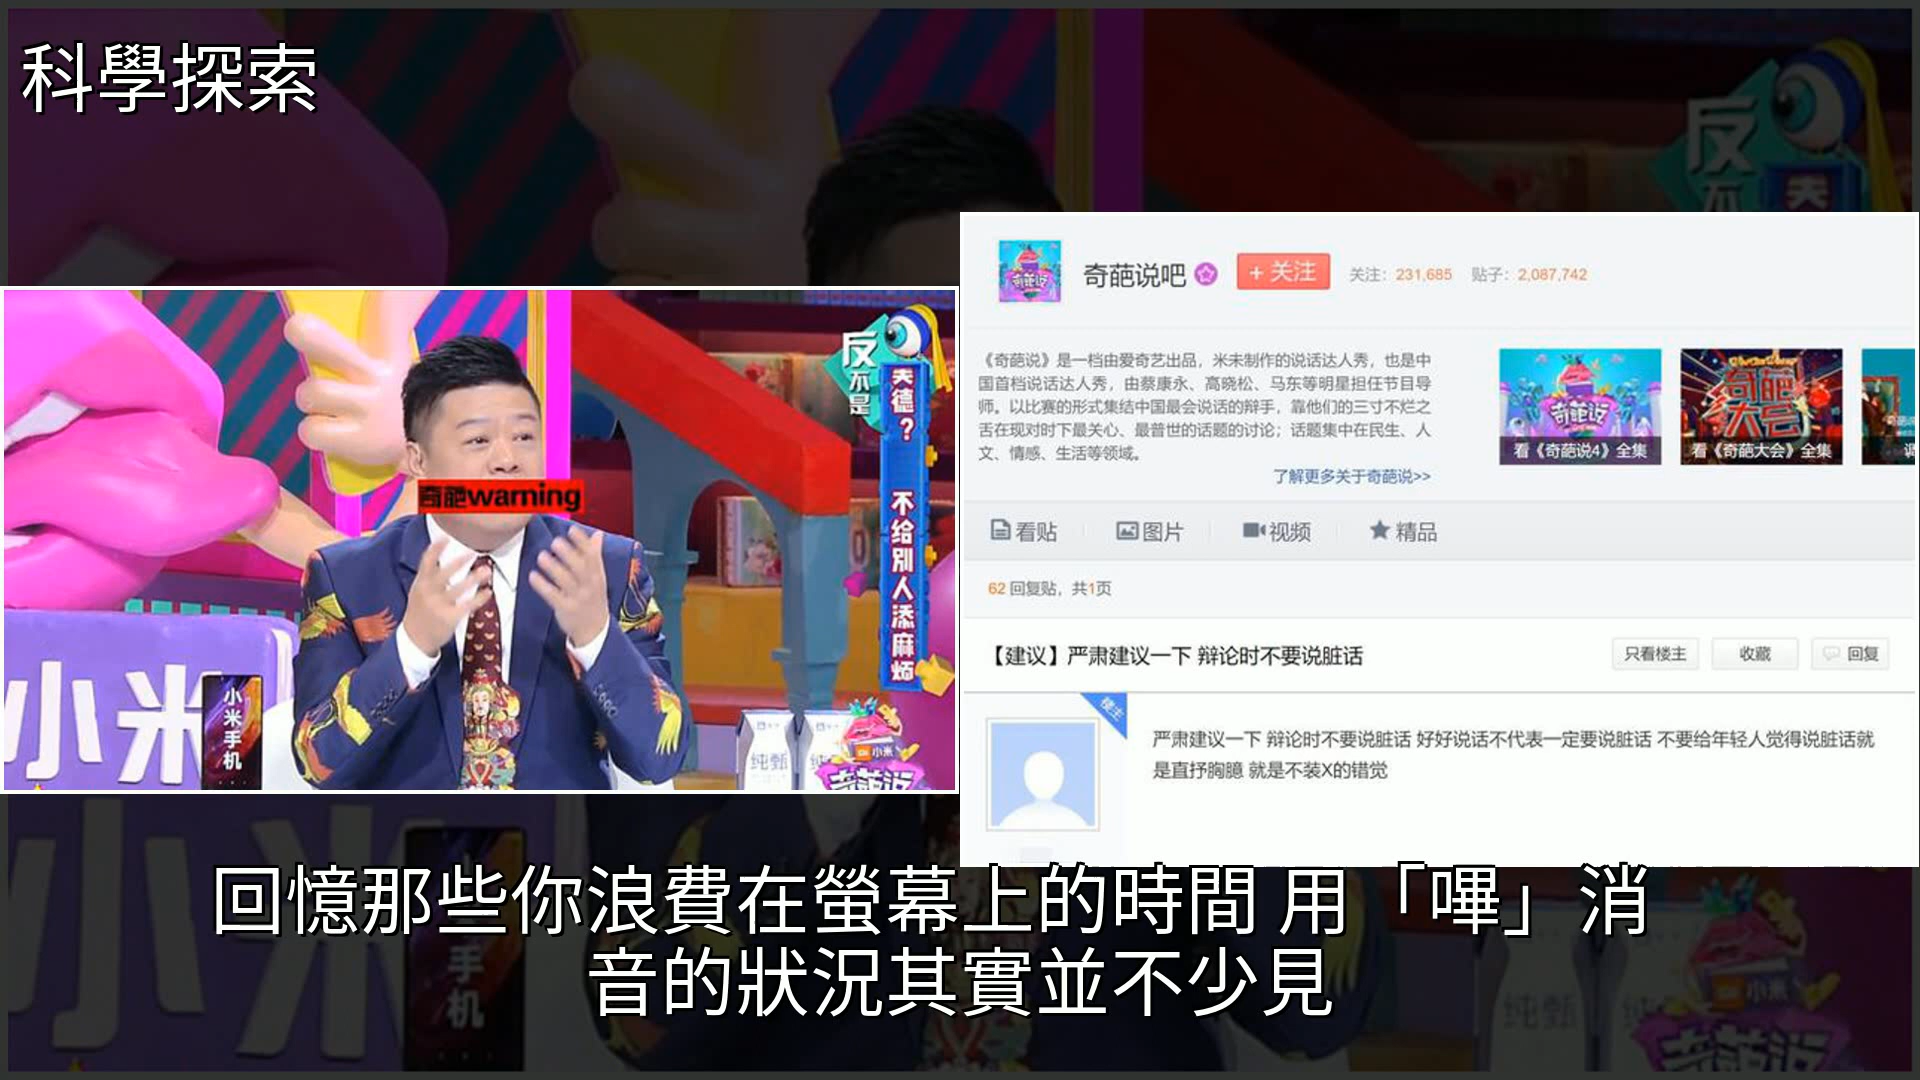 科學探索
反
不是
美德？
不给别人添麻烦
奇葩warning
小米
小米手机
纯甄
小米
奇葩说
奇葩说吧
+ 关注
关注：231,685 贴子：2,087,742
《奇葩说》是一档由爱奇艺出品，米未制作的说话达人秀，也是中
国首档说话达人秀，由蔡康永、高晓松、马东等明星担任节目导
师。以比赛的形式集结中国最会说话的辩手，靠他们的三寸不烂之
舌在现对时下最关心、最普世的话题的讨论；话题集中在民生、人
文、情感、生活等领域。
了解更多关于奇葩说>>
奇葩说
看《奇葩说4》全集
奇葩大会
看《奇葩大会》全集
看贴
图片
视频
精品
62 回复贴，共1页
【建议】严肃建议一下 辩论时不要说脏话
只看楼主
收藏
回复
楼主
严肃建议一下 辩论时不要说脏话 好好说话不代表一定要说脏话 不要给年轻人觉得说脏话就
是直抒胸臆 就是不装X的错觉
回憶那些你浪費在螢幕上的時間 用「嗶」消
音的狀況其實並不少見